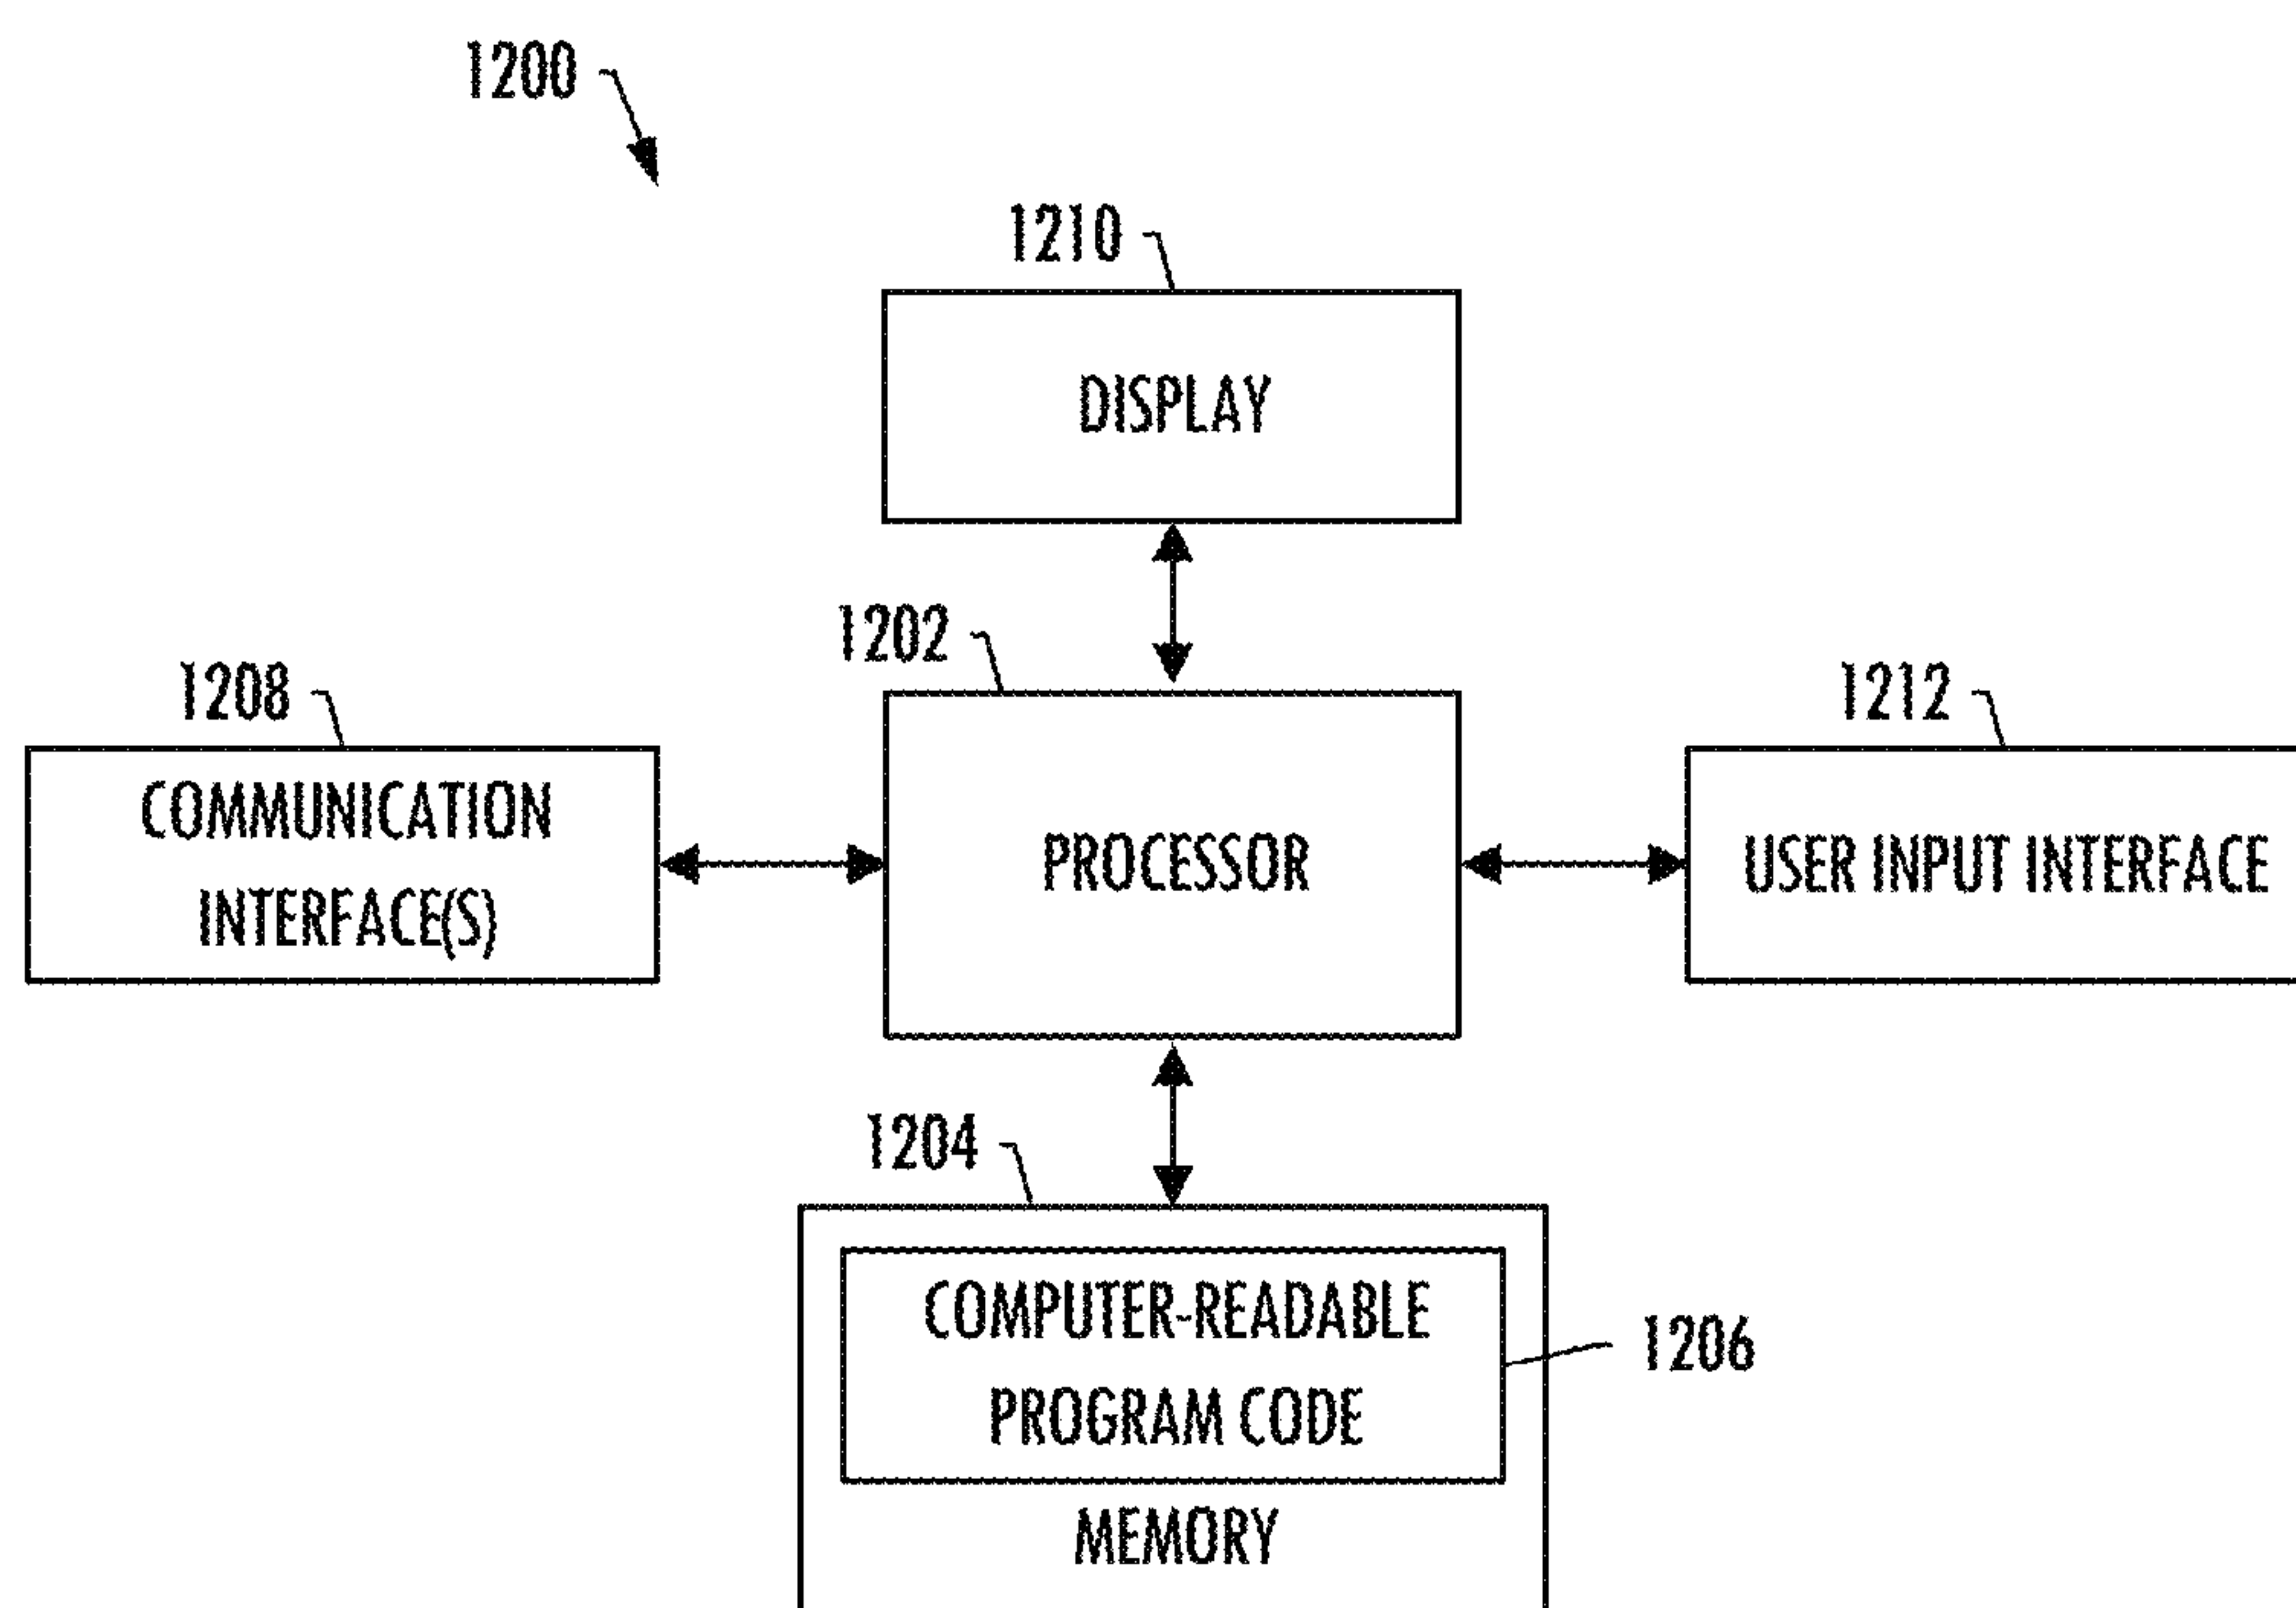 1200
1210
DISPLAY
1202
1208
1212
COMMUNICATION
INTERFACE(S)
PROCESSOR
USER INPUT INTERFACE
1204
COMPUTER-READABLE
PROGRAM CODE
1206
MEMORY